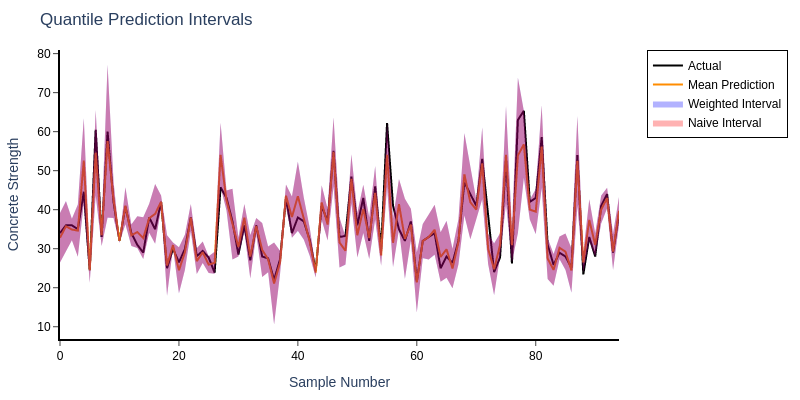 Quantile Prediction Intervals
80
70
60
50
40
30
20
10
0
20
40
60
80
Concrete Strength
Sample Number
Actual
Mean Prediction
Weighted Interval
Naive Interval